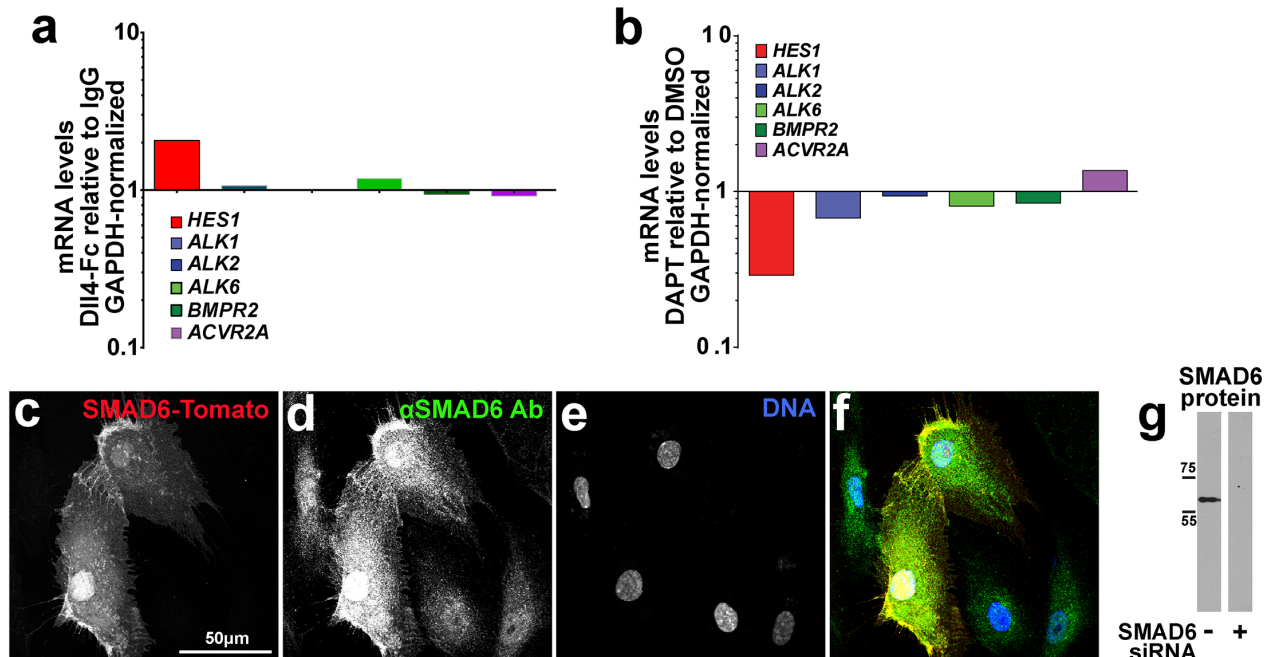 a
10
1
0.1
mRNA levels
Dll4-Fc relative to IgG
GAPDH-normalized
HES1
ALK1
ALK2
ALK6
BMPR2
ACVR2A
b
10
1
0.1
mRNA levels
DAPT relative to DMSO
GAPDH-normalized
HES1
ALK1
ALK2
ALK6
BMPR2
ACVR2A
c
SMAD6-Tomato
50μm
d
αSMAD6 Ab
e
DNA
f
g
SMAD6
protein
75
55
SMAD6 - +
siRNA